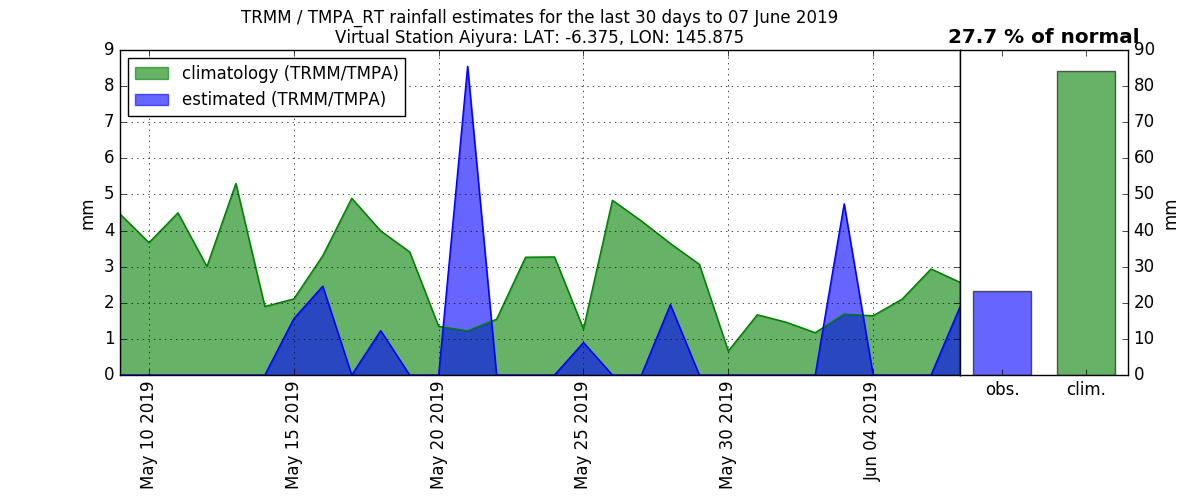 TRMM / TMPA_RT rainfall estimates for the last 30 days to 07 June 2019
Virtual Station Aiyura: LAT: -6.375, LON: 145.875
27.7 % of normal
climatology (TRMM/TMPA)
estimated (TRMM/TMPA)
9
8
7
6
5
4
3
2
1
0
mm
May 10 2019
May 15 2019
May 20 2019
May 25 2019
May 30 2019
Jun 04 2019
obs.
clim.
90
80
70
60
50
40
30
20
10
0
mm